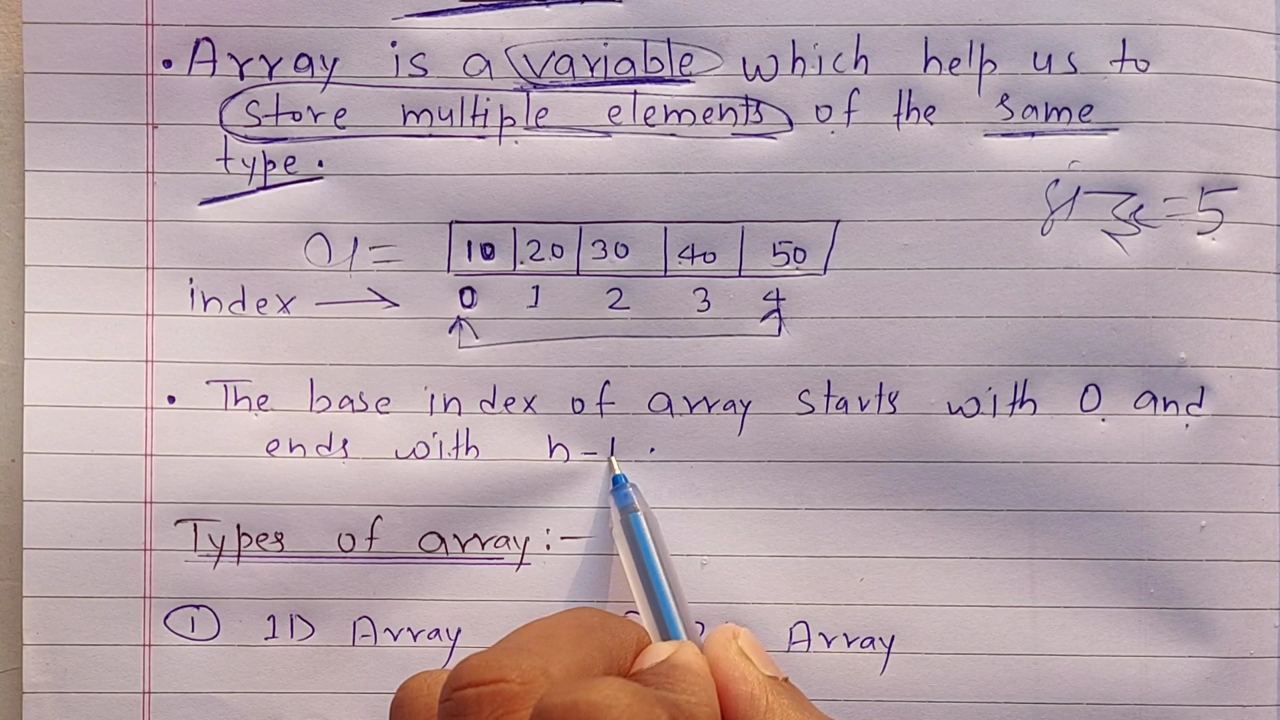 • Array is a variable which help us to
store multiple elements of the same
type.
size=5
a = 10 20 30 40 50
index → 0 1 2 3 4
• The base index of array starts with 0 and
ends with n-1.
Types of array:-
① 1D Array Array